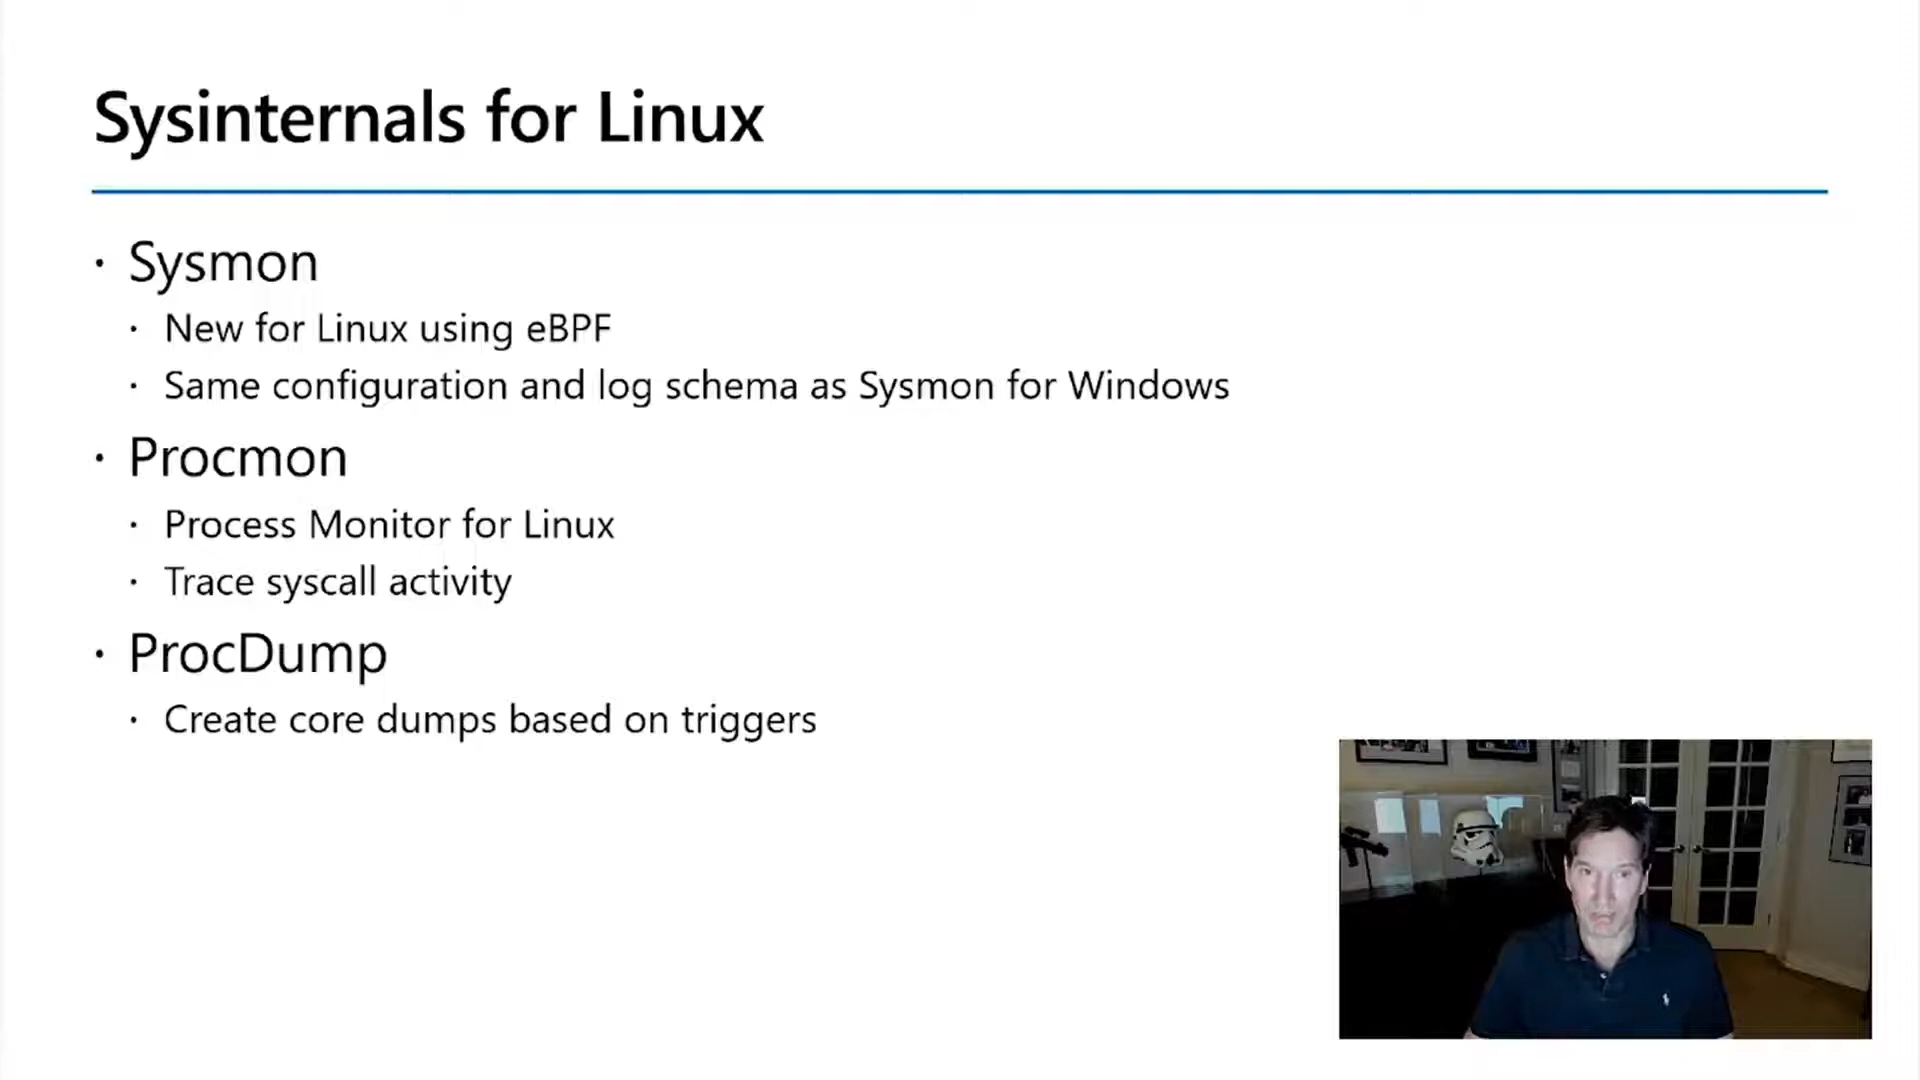 Sysinternals for Linux
· Sysmon
· New for Linux using eBPF
· Same configuration and log schema as Sysmon for Windows
· Procmon
· Process Monitor for Linux
· Trace syscall activity
· ProcDump
· Create core dumps based on triggers